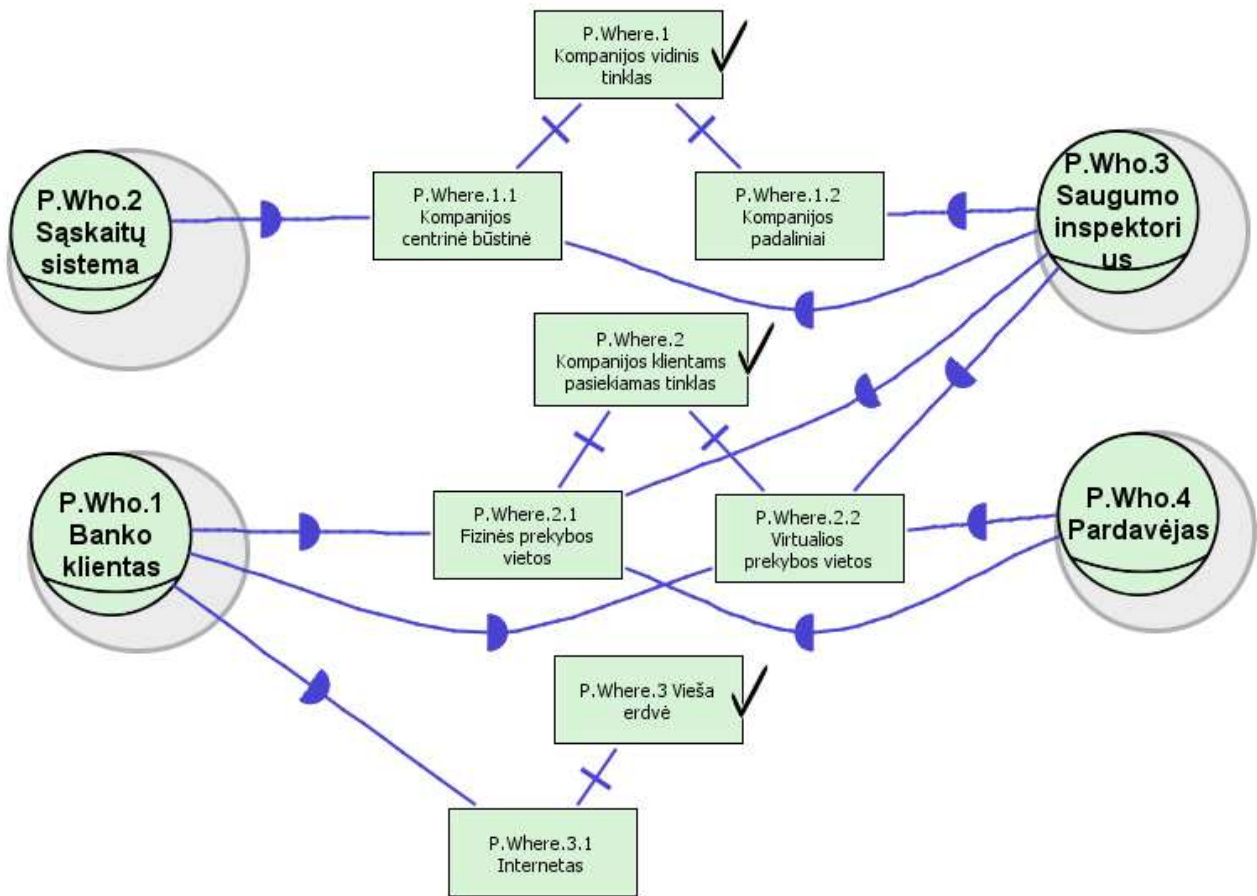 P.Where.1
Kompanijos vidinis
tinklas
P.Who.2
Sąskaitų
sistema
P.Where.1.1
Kompanijos
centrinė būstinė
P.Where.1.2
Kompanijos
padaliniai
P.Who.3
Saugumo
inspektori
us
P.Where.2
Kompanijos klientams
pasiekiamas tinklas
P.Who.1
Banko
klientas
P.Where.2.1
Fizinės prekybos
vietos
P.Where.2.2
Virtualios
prekybos vietos
P.Who.4
Pardavėjas
P.Where.3 Vieša
erdvė
P.Where.3.1
Internetas